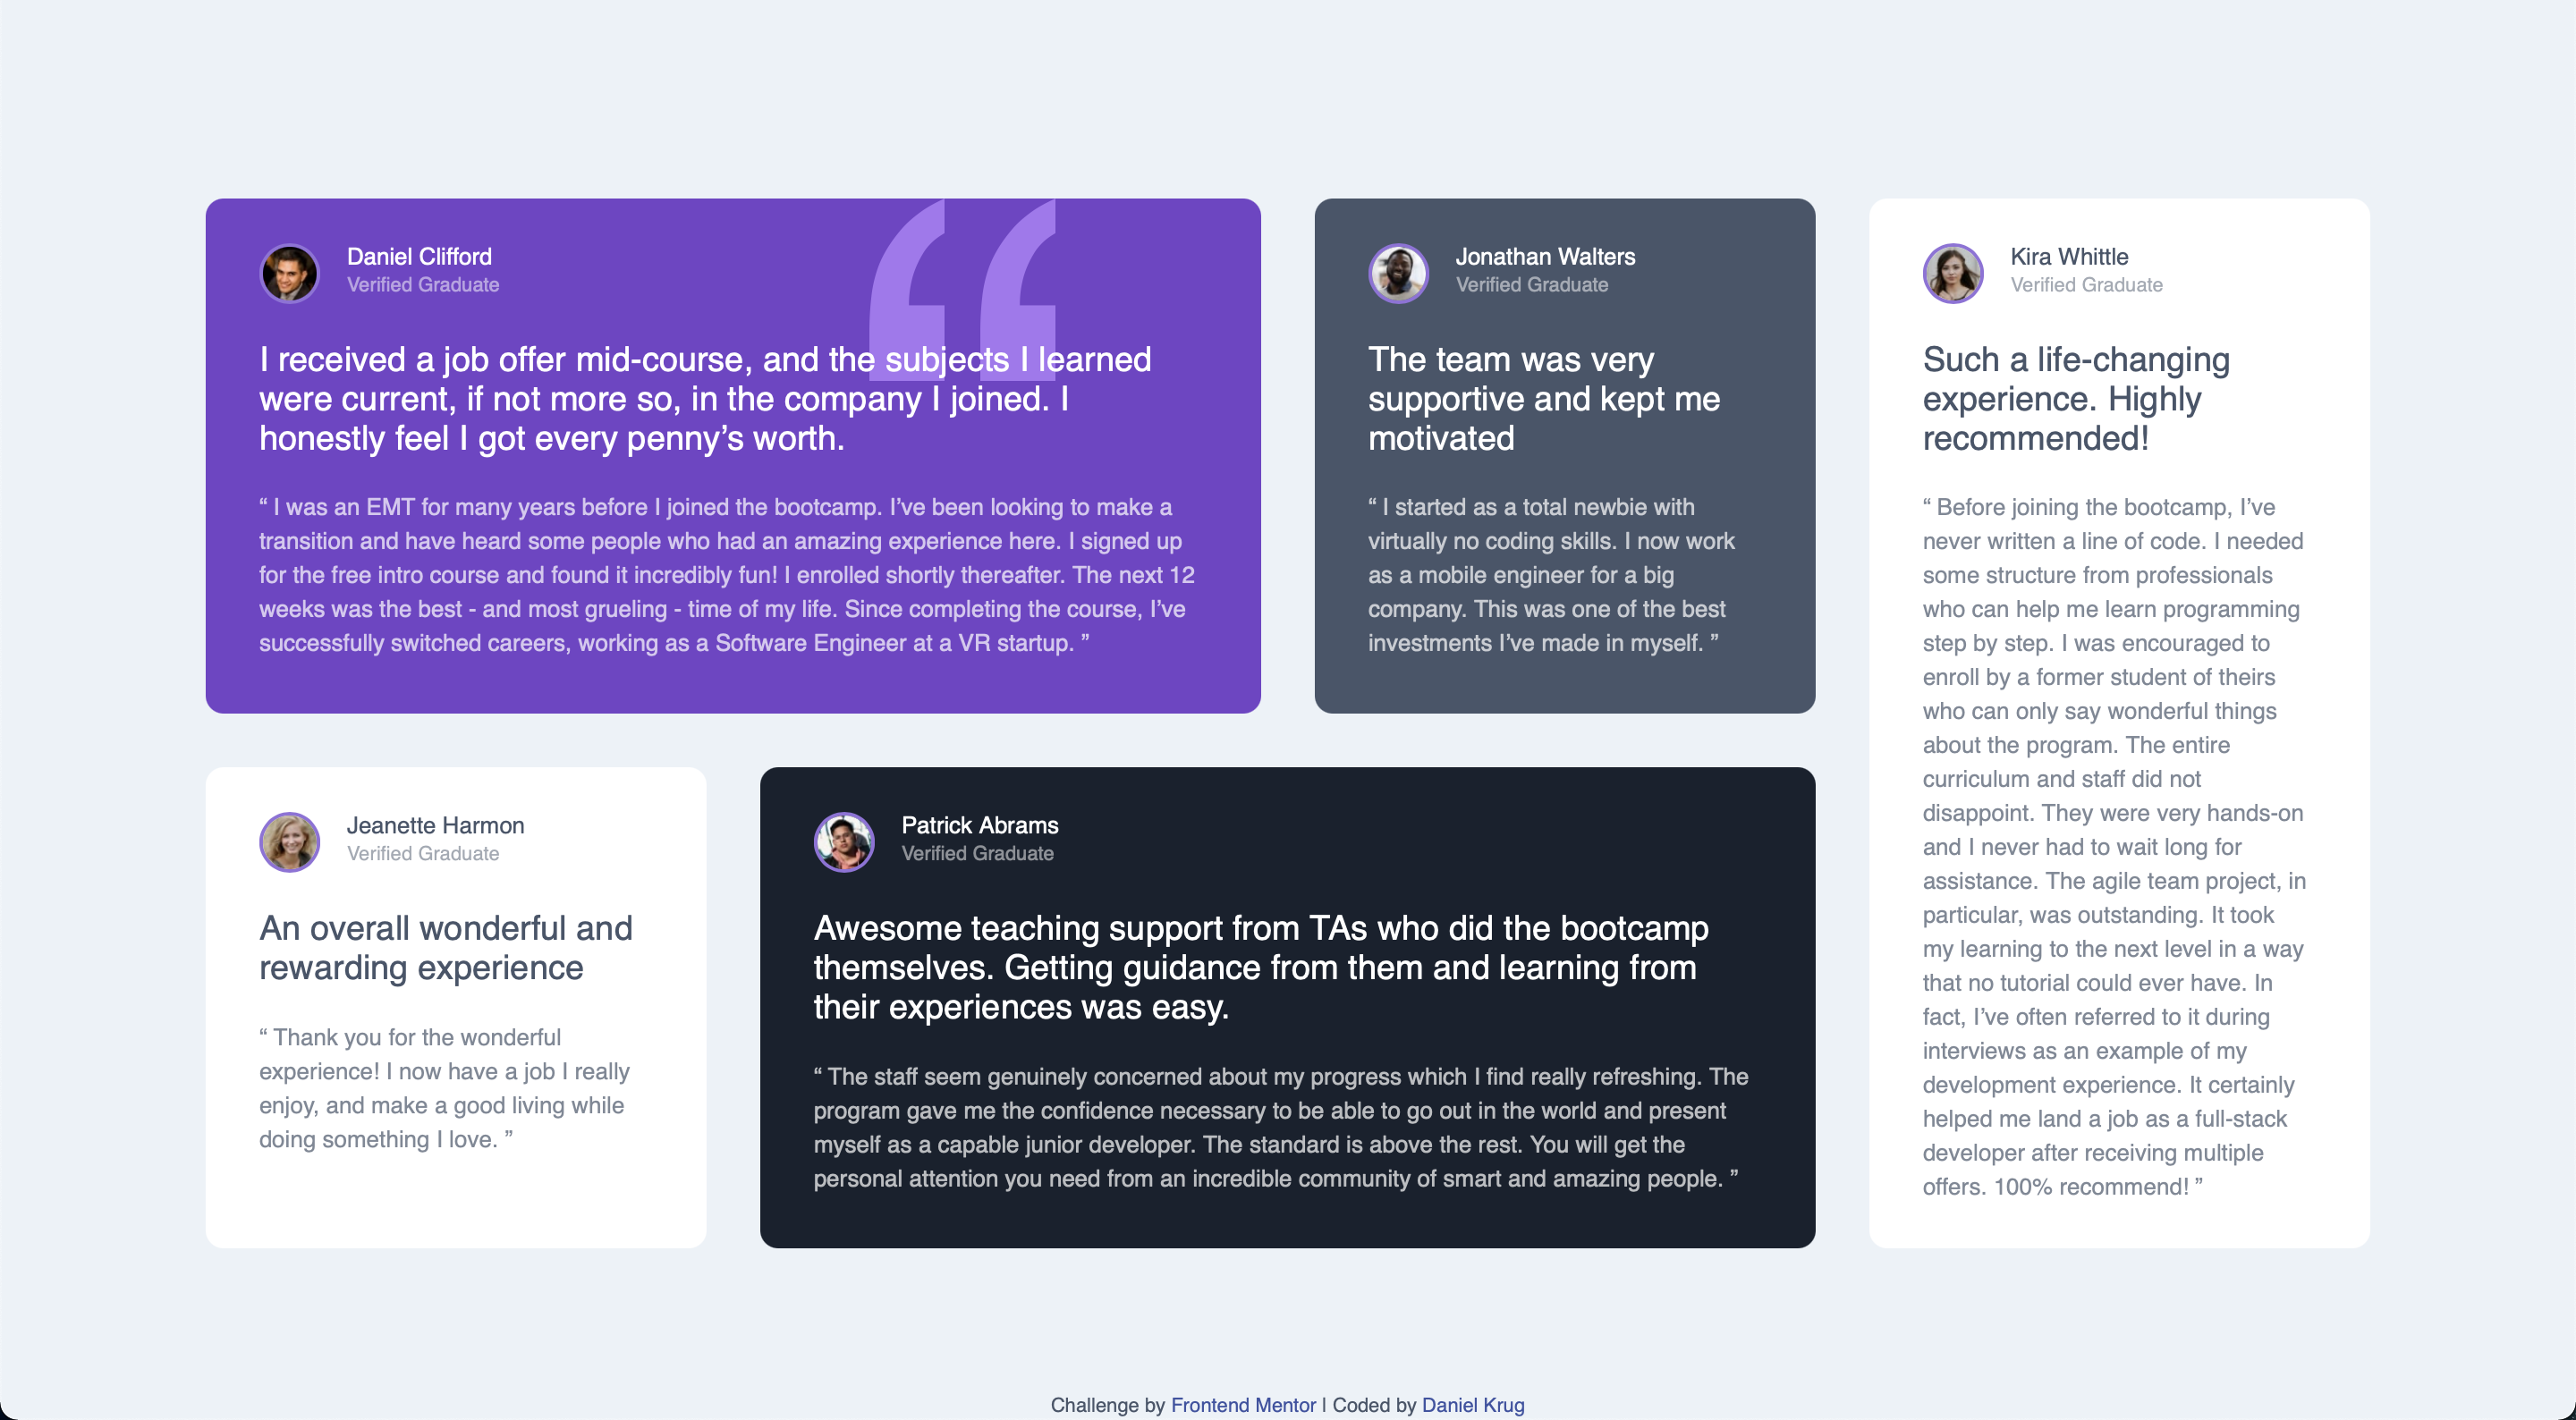 Daniel Clifford
Verified Graduate
I received a job offer mid-course, and the subjects I learned
were current, if not more so, in the company I joined. I
honestly feel I got every penny’s worth.
“ I was an EMT for many years before I joined the bootcamp. I’ve been looking to make a
transition and have heard some people who had an amazing experience here. I signed up
for the free intro course and found it incredibly fun! I enrolled shortly thereafter. The next 12
weeks was the best - and most grueling - time of my life. Since completing the course, I’ve
successfully switched careers, working as a Software Engineer at a VR startup. ”
Jonathan Walters
Verified Graduate
The team was very
supportive and kept me
motivated
“ I started as a total newbie with
virtually no coding skills. I now work
as a mobile engineer for a big
company. This was one of the best
investments I’ve made in myself. ”
Kira Whittle
Verified Graduate
Such a life-changing
experience. Highly
recommended!
“ Before joining the bootcamp, I’ve
never written a line of code. I needed
some structure from professionals
who can help me learn programming
step by step. I was encouraged to
enroll by a former student of theirs
who can only say wonderful things
about the program. The entire
curriculum and staff did not
disappoint. They were very hands-on
and I never had to wait long for
assistance. The agile team project, in
particular, was outstanding. It took
my learning to the next level in a way
that no tutorial could ever have. In
fact, I’ve often referred to it during
interviews as an example of my
development experience. It certainly
helped me land a job as a full-stack
developer after receiving multiple
offers. 100% recommend! ”
Jeanette Harmon
Verified Graduate
An overall wonderful and
rewarding experience
“ Thank you for the wonderful
experience! I now have a job I really
enjoy, and make a good living while
doing something I love. ”
Patrick Abrams
Verified Graduate
Awesome teaching support from TAs who did the bootcamp
themselves. Getting guidance from them and learning from
their experiences was easy.
“ The staff seem genuinely concerned about my progress which I find really refreshing. The
program gave me the confidence necessary to be able to go out in the world and present
myself as a capable junior developer. The standard is above the rest. You will get the
personal attention you need from an incredible community of smart and amazing people. ”
Challenge by Frontend Mentor | Coded by Daniel Krug